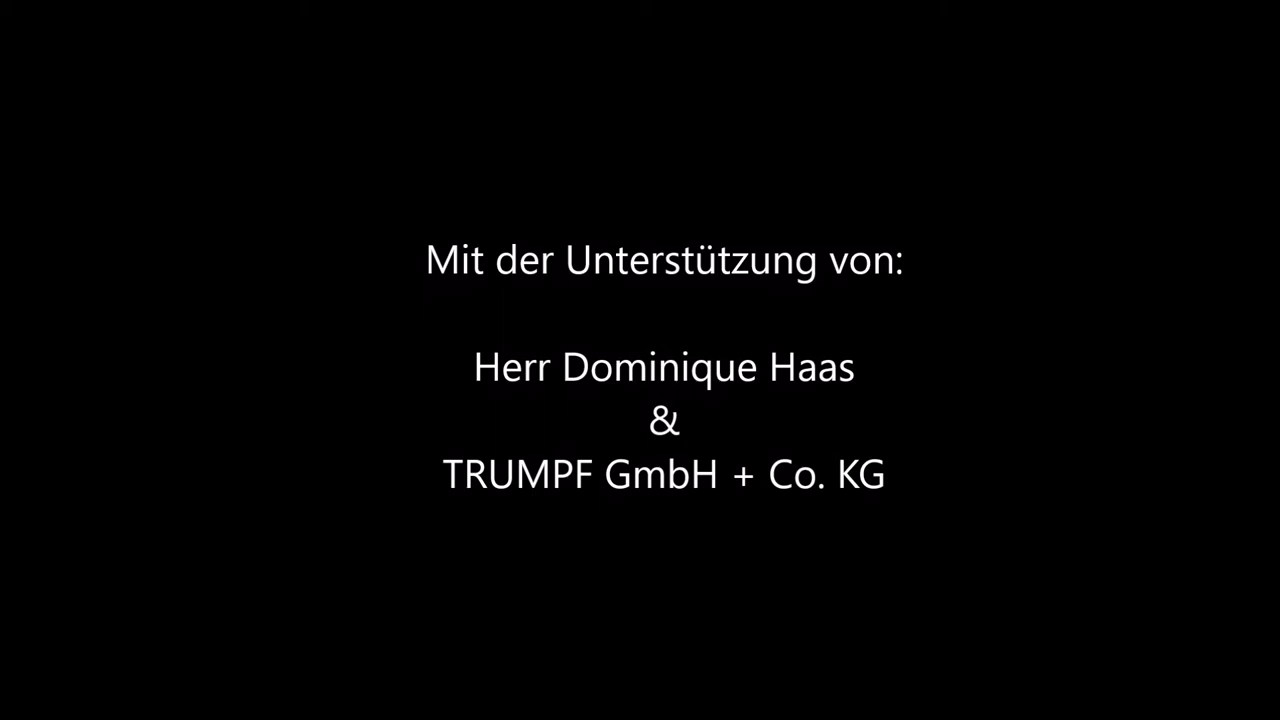 Mit der Unterstützung von:
Herr Dominique Haas
&
TRUMPF GmbH + Co. KG